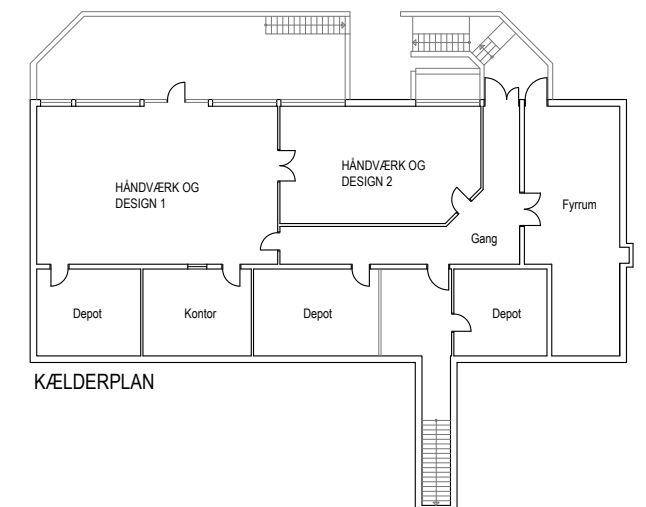 HÅNDVÆRK OG
DESIGN 1
HÅNDVÆRK OG
DESIGN 2
Fyrrum
Gang
Depot
Kontor
Depot
Depot
KÆLDERPLAN